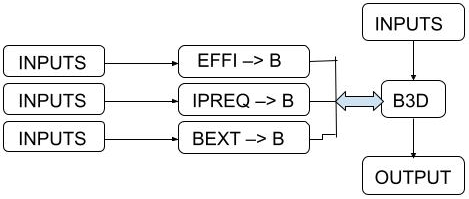 INPUTS
INPUTS
EFFI –> B
INPUTS
IPREQ –> B
B3D
INPUTS
BEXT –> B
OUTPUT